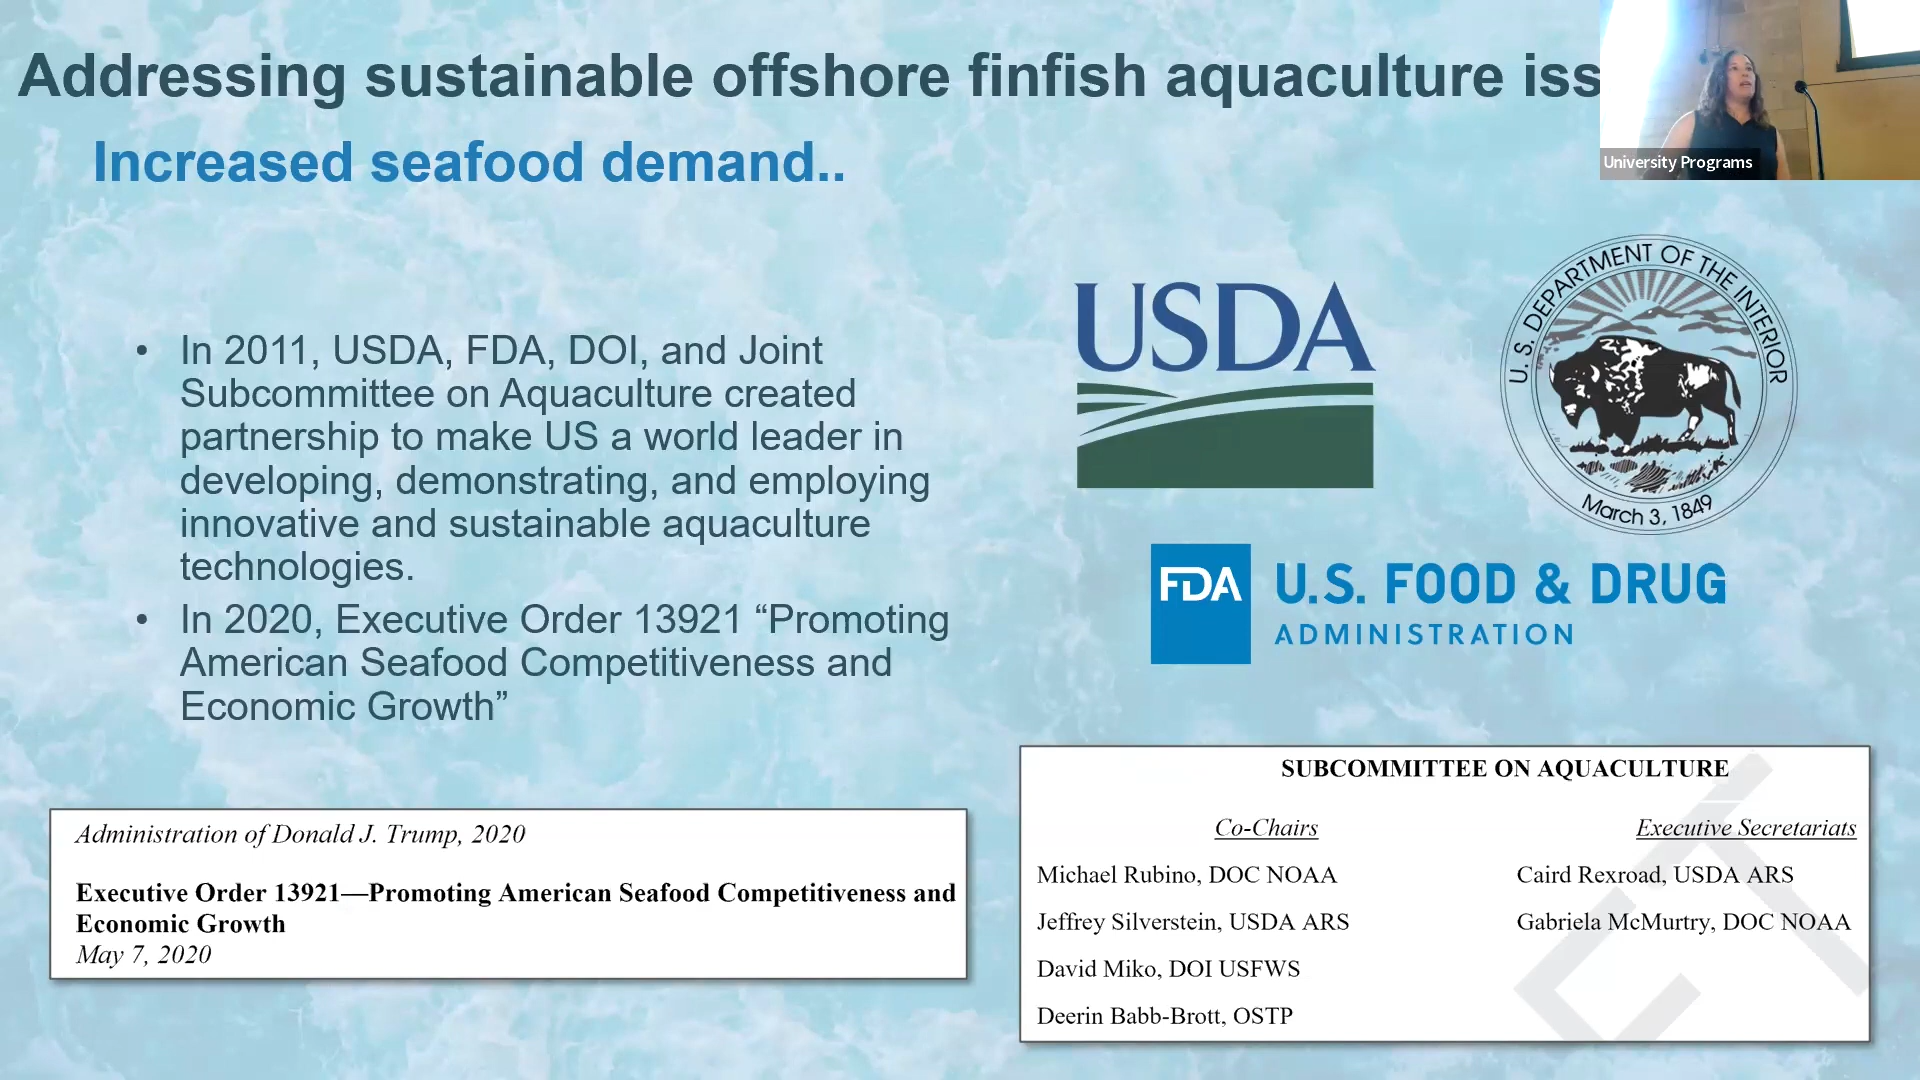 Addressing sustainable offshore finfish aquaculture iss
University Programs
Increased seafood demand..
• In 2011, USDA, FDA, DOI, and Joint
Subcommittee on Aquaculture created
partnership to make US a world leader in
developing, demonstrating, and employing
innovative and sustainable aquaculture
technologies.
• In 2020, Executive Order 13921 “Promoting
American Seafood Competitiveness and
Economic Growth”
USDA
U. S. DEPARTMENT OF THE INTERIOR
March 3, 1849
FDA
U.S. FOOD & DRUG
ADMINISTRATION
Administration of Donald J. Trump, 2020
Executive Order 13921—Promoting American Seafood Competitiveness and
Economic Growth
May 7, 2020
SUBCOMMITTEE ON AQUACULTURE
Co-Chairs
Executive Secretariats
Michael Rubino, DOC NOAA
Caird Rexroad, USDA ARS
Jeffrey Silverstein, USDA ARS
Gabriela McMurtry, DOC NOAA
David Miko, DOI USFWS
Deerin Babb-Brott, OSTP